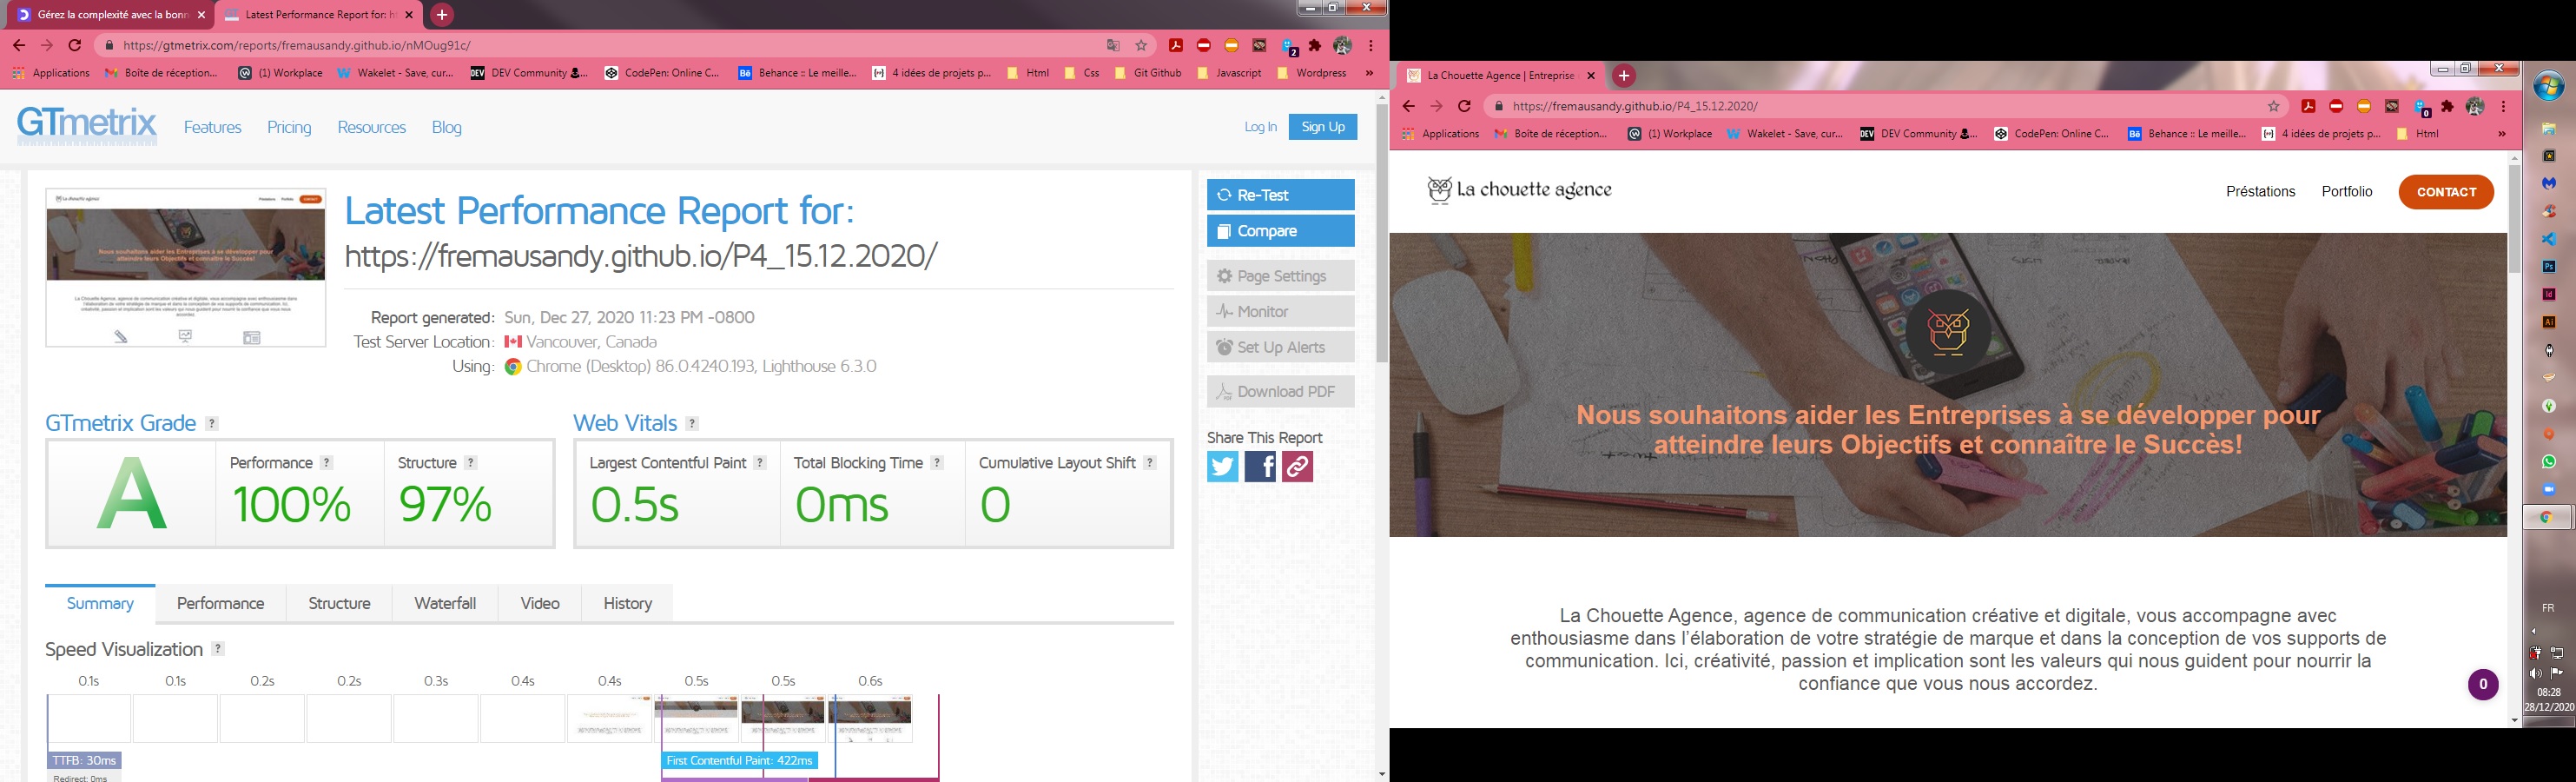 Gérez la complexité avec la bonn
Latest Performance Report for: ht
https://gtmetrix.com/reports/fremausandy.github.io/nMOug91c/
2
Applications
Boîte de réception...
(1) Workplace
Wakelet - Save, cur...
DEV Community
CodePen: Online C...
Behance :: Le meille...
4 idées de projets p...
Html
Css
Git Github
Javascript
Wordpress
»
GTmetrix
Features
Pricing
Resources
Blog
Log In
Sign Up
Latest Performance Report for:
https://fremausandy.github.io/P4_15.12.2020/
Report generated: Sun, Dec 27, 2020 11:23 PM -0800
Test Server Location: Vancouver, Canada
Using: Chrome (Desktop) 86.0.4240.193, Lighthouse 6.3.0
Re-Test
Compare
Page Settings
Monitor
Set Up Alerts
Download PDF
Share This Report
GTmetrix Grade ?
A
Performance ?
100%
Structure ?
97%
Web Vitals ?
Largest Contentful Paint ?
0.5s
Total Blocking Time ?
0ms
Cumulative Layout Shift ?
0
Summary
Performance
Structure
Waterfall
Video
History
Speed Visualization ?
0.1s 0.1s 0.2s 0.2s 0.3s 0.4s 0.4s 0.5s 0.5s 0.6s
TTFB: 30ms
Redirect: 0ms
First Contentful Paint: 422ms
La Chouette Agence | Entreprise
https://fremausandy.github.io/P4_15.12.2020/
0
Applications
Boîte de réception...
(1) Workplace
Wakelet - Save, cur...
DEV Community
CodePen: Online C...
Behance :: Le meille...
4 idées de projets p...
Html
»
La chouette agence
Préstations
Portfolio
CONTACT
Nous souhaitons aider les Entreprises à se développer pour
atteindre leurs Objectifs et connaître le Succès!
La Chouette Agence, agence de communication créative et digitale, vous accompagne avec
enthousiasme dans l’élaboration de votre stratégie de marque et dans la conception de vos supports de
communication. Ici, créativité, passion et implication sont les valeurs qui nous guident pour nourrir la
confiance que vous nous accordez.
0
Ps
Id
Ai
FR
08:28
28/12/2020